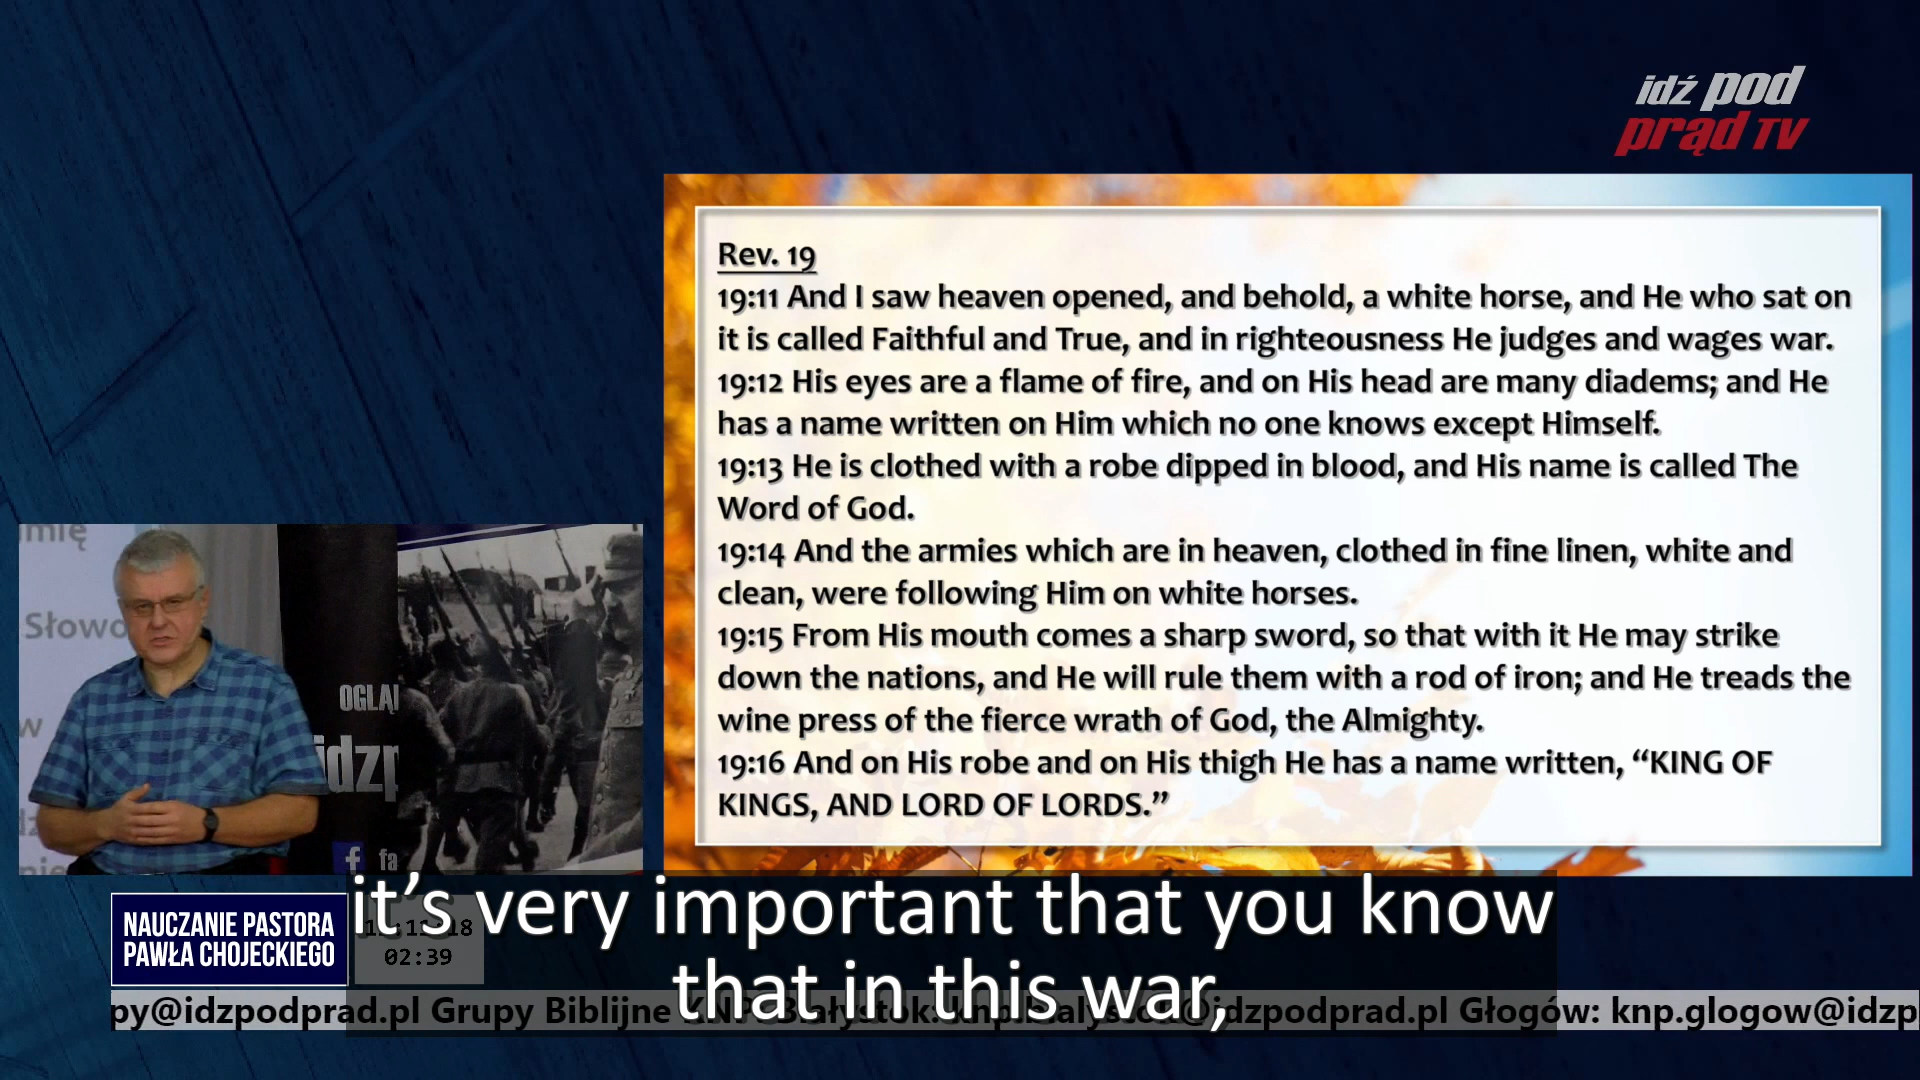 idź pod
prąd TV
Rev. 19
19:11 And I saw heaven opened, and behold, a white horse, and He who sat on
it is called Faithful and True, and in righteousness He judges and wages war.
19:12 His eyes are a flame of fire, and on His head are many diadems; and He
has a name written on Him which no one knows except Himself.
19:13 He is clothed with a robe dipped in blood, and His name is called The
Word of God.
19:14 And the armies which are in heaven, clothed in fine linen, white and
clean, were following Him on white horses.
19:15 From His mouth comes a sharp sword, so that with it He may strike
down the nations, and He will rule them with a rod of iron; and He treads the
wine press of the fierce wrath of God, the Almighty.
19:16 And on His robe and on His thigh He has a name written, “KING OF
KINGS, AND LORD OF LORDS.”
Słowo
w
OGLĄ
idzp
f fa
NAUCZANIE PASTORA
PAWŁA CHOJECKIEGO
02:39
it’s very important that you know
that in this war,
py@idzpodprad.pl Grupy Biblijne KNP: Białystok: knp.bialystok@idzpodprad.pl Głogów: knp.glogow@idzp